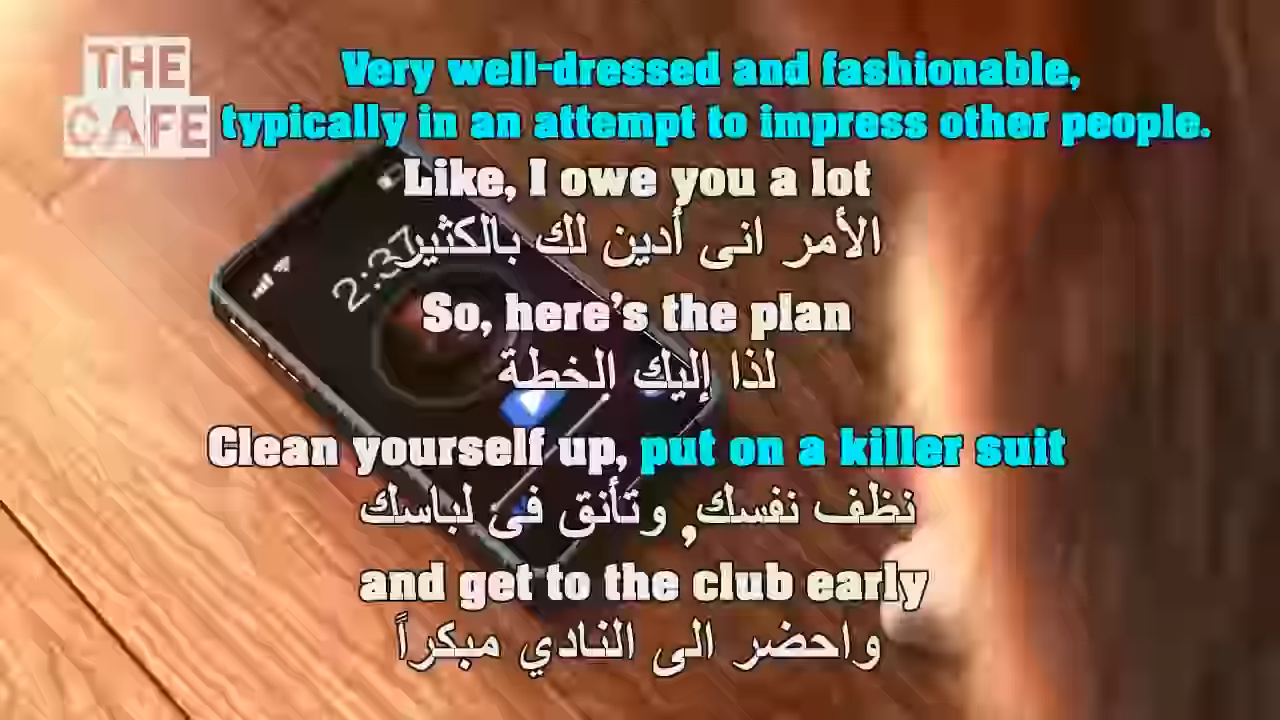 THE
CAFE
Very well-dressed and fashionable,
typically in an attempt to impress other people.
Like, I owe you a lot
الأمر انى أدين لك بالكثير
2:37
So, here's the plan
لذا إليك الخطة
Clean yourself up, put on a killer suit
نظف نفسك, وتأنق فى لباسك
and get to the club early
واحضر الى النادي مبكراً